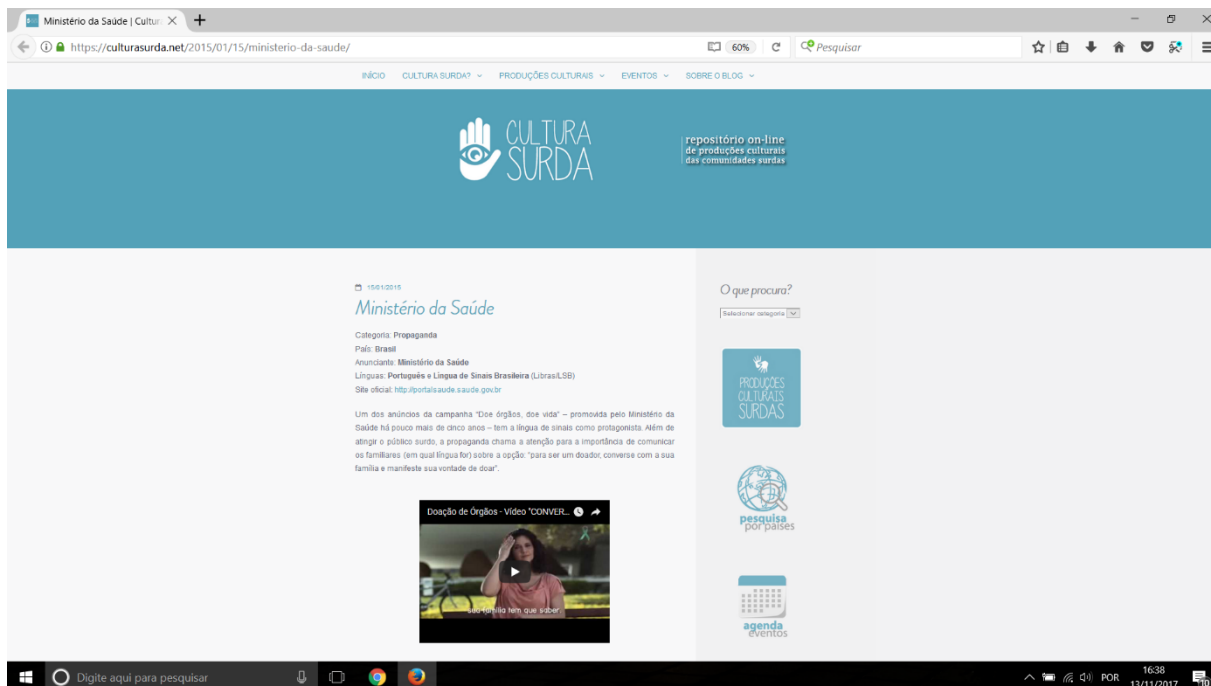 Ministério da Saúde | Cultur
https://culturasurda.net/2015/01/15/ministerio-da-saude/
60%
Pesquisar
INÍCIO CULTURA SURDA? PRODUÇÕES CULTURAIS EVENTOS SOBRE O BLOG
CULTURA
SURDA
repositório on-line
de produções culturais
das comunidades surdas
15/01/2015
Ministério da Saúde
Categoria: Propaganda
País: Brasil
Anunciante: Ministério da Saúde
Línguas: Português e Língua de Sinais Brasileira (Libras/LSB)
Site oficial: http://portalsaude.saude.gov.br
Um dos anúncios da campanha “Doe órgãos, doe vida” – promovida pelo Ministério da
Saúde há pouco mais de cinco anos – tem a língua de sinais como protagonista. Além de
atingir o público surdo, a propaganda chama a atenção para a importância de comunicar
os familiares (em qual língua for) sobre a opção: “para ser um doador, converse com a sua
família e manifeste sua vontade de doar”.
Doação de Órgãos - Vídeo "CONVER...
sua família tem que saber.
O que procura?
Selecionar categoria
PRODUÇÕES
CULTURAIS
SURDAS
pesquisa
por países
agenda
eventos
Digite aqui para pesquisar
POR
16:38
13/11/2017
10